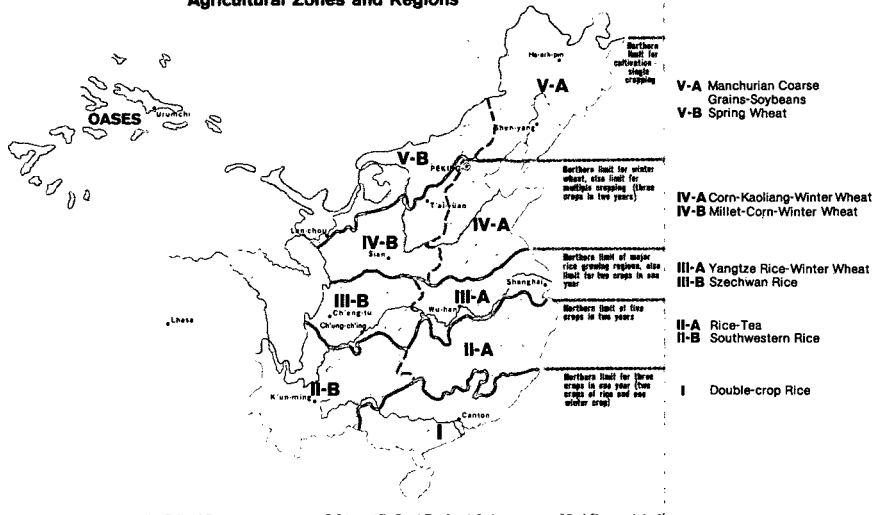 Agricultural Zones and Regions
Ha-erh-pin
Northern
limit for
cultivation -
single
cropping
V-A
V-A Manchurian Coarse
Grains-Soybeans
V-B Spring Wheat
OASES
Urumchi
Shen-yang
V-B
PEKING
Northern limit for winter
wheat, also limit for
multiple cropping (three
crops in two years)
T'ai-yüan
IV-A Corn-Kaoliang-Winter Wheat
IV-B Millet-Corn-Winter Wheat
IV-A
Lan-chou
IV-B
Sian
Northern limit of major
rice growing regions, also
limit for two crops in one
year
III-A Yangtze Rice-Winter Wheat
III-B Szechwan Rice
Shanghai
III-B
III-A
Ch'eng-tu
Wu-han
Northern limit of five
crops in two years
Lhasa
Ch'ung-ch'ing
II-A Rice-Tea
II-B Southwestern Rice
II-A
Northern limit for three
crops in one year (two
crops of rice and one
winter crop)
II-B
K'un-ming
I Double-crop Rice
Canton
I